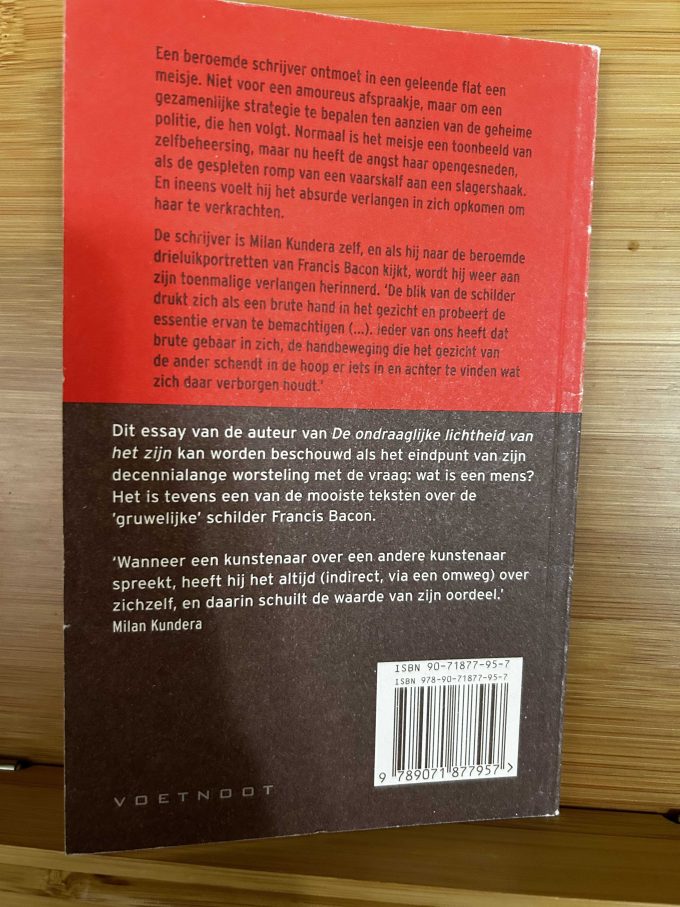 Een beroemde schrijver ontmoet in een geleende flat een
meisje. Niet voor een amoureus afspraakje, maar om een
gezamenlijke strategie te bepalen ten aanzien van de geheime
politie, die hen volgt. Normaal is het meisje een toonbeeld van
zelfbeheersing, maar nu heeft de angst haar opengesneden,
als de gespleten romp van een vaarskalf aan een slagershaak.
En ineens voelt hij het absurde verlangen in zich opkomen om
haar te verkrachten.
De schrijver is Milan Kundera zelf, en als hij naar de beroemde
drieluikportretten van Francis Bacon kijkt, wordt hij weer aan
zijn toenmalige verlangen herinnerd. ‘De blik van de schilder
drukt zich als een brute hand in het gezicht en probeert de
essentie ervan te bemachtigen (...). Ieder van ons heeft dat
brute gebaar in zich, de handbeweging die het gezicht van
de ander schendt in de hoop er iets in en achter te vinden wat
zich daar verborgen houdt.’
Dit essay van de auteur van De ondraaglijke lichtheid van
het zijn kan worden beschouwd als het eindpunt van zijn
decennialange worsteling met de vraag: wat is een mens?
Het is tevens een van de mooiste teksten over de
‘gruwelijke’ schilder Francis Bacon.
‘Wanneer een kunstenaar over een andere kunstenaar
spreekt, heeft hij het altijd (indirect, via een omweg) over
zichzelf, en daarin schuilt de waarde van zijn oordeel.’
Milan Kundera
ISBN 90-71877-95-7
ISBN 978-90-71877-95-7
9 789071 877957 >
VOETNOOT